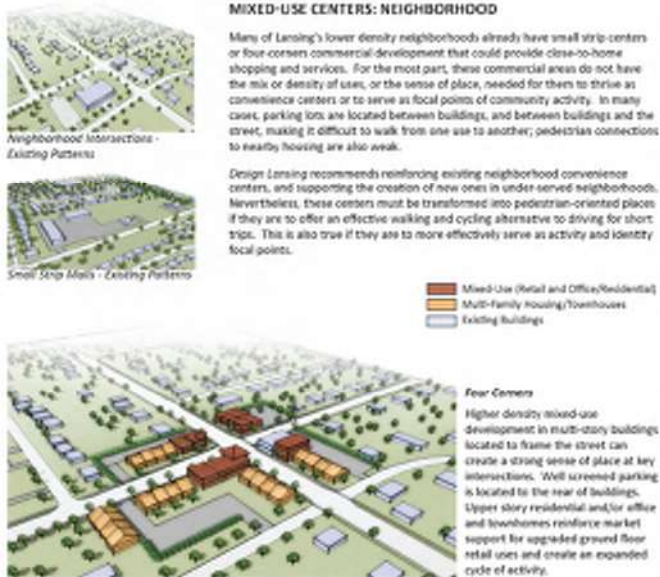 MIXED-USE CENTERS: NEIGHBORHOOD
Many of Lansing's lower density neighborhoods already have small strip centers
or four-corners commercial development that could provide close-to-home
shopping and services. For the most part, these commercial areas do not have
the mix or density of uses, or the sense of place, needed for them to thrive as
convenience centers or to serve as focal points of community activity. In many
cases, parking lots are located between buildings, and between buildings and the
street, making it difficult to walk from one use to another; pedestrian connections
to nearby housing are also weak.
Neighborhood Intersections -
Existing Patterns
Design Lansing recommends reinforcing existing neighborhood convenience
centers, and supporting the creation of new ones in under-served neighborhoods.
Nevertheless, these centers must be transformed into pedestrian-oriented places
if they are to offer an effective walking and cycling alternative to driving for short
trips. This is also true if they are to more effectively serve as activity and identity
focal points.
Small Strip Malls - Existing Patterns
Mixed-Use (Retail and Office/Residential)
Multi-Family Housing/Townhouses
Existing Buildings
Four Corners
Higher density mixed-use
development in multi-story buildings
located to frame the street can
create a strong sense of place at key
intersections. Well screened parking
is located to the rear of buildings.
Upper story residential and/or office
and townhomes reinforce market
support for upgraded ground floor
retail uses and create an expanded
cycle of activity.